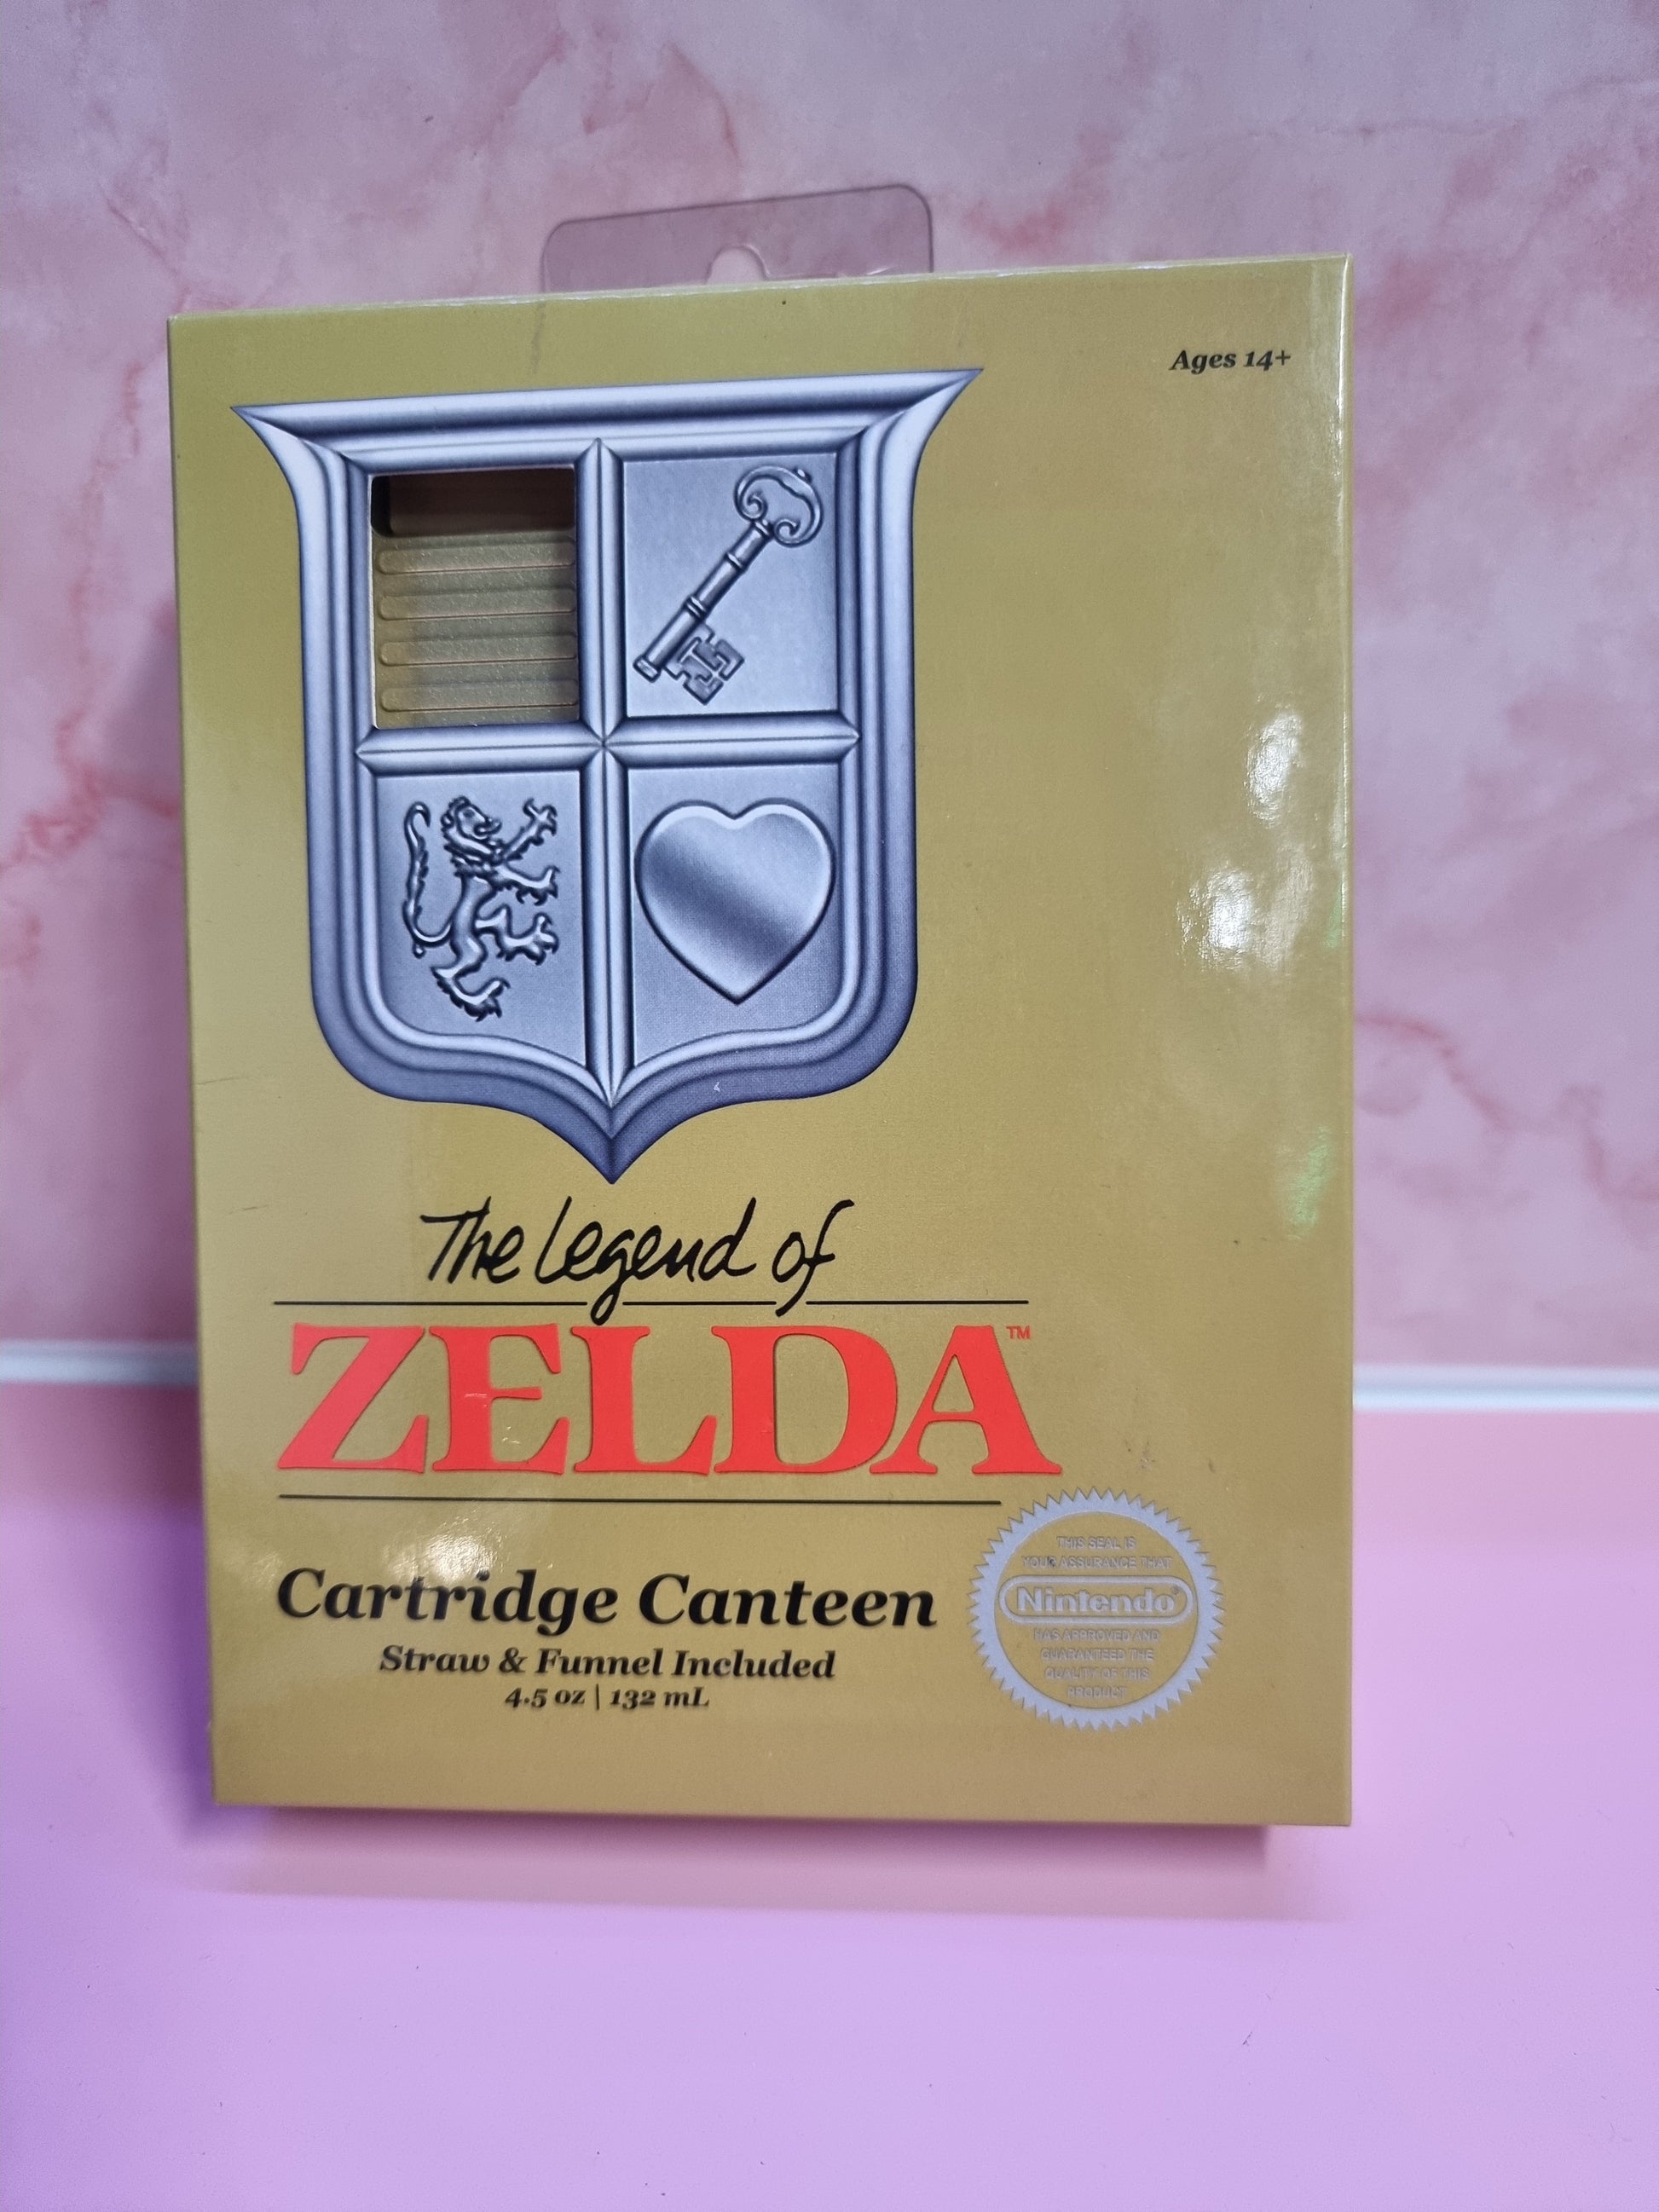 Ages 14+
The Legend of
ZELDA™
Cartridge Canteen
Straw & Funnel Included
4.5 oz | 132 mL
THIS SEAL IS
YOUR ASSURANCE THAT
Nintendo®
HAS APPROVED AND
GUARANTEED THE
QUALITY OF THIS
PRODUCT